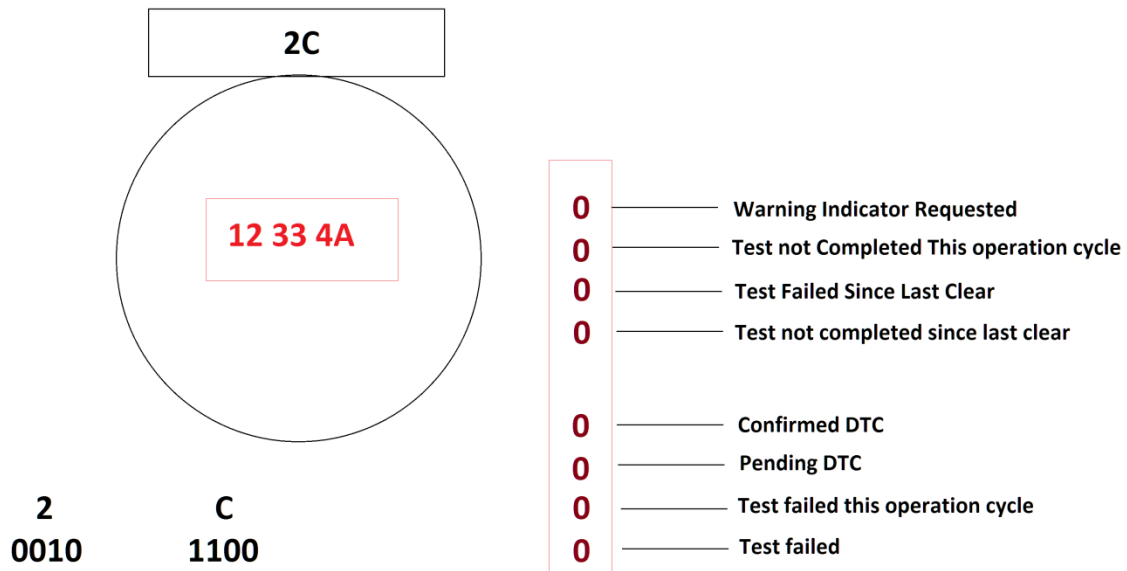 2C
12 33 4A
0 Warning Indicator Requested
0 Test not Completed This operation cycle
0 Test Failed Since Last Clear
0 Test not completed since last clear
0 Confirmed DTC
0 Pending DTC
0 Test failed this operation cycle
0 Test failed
2 C
0010 1100